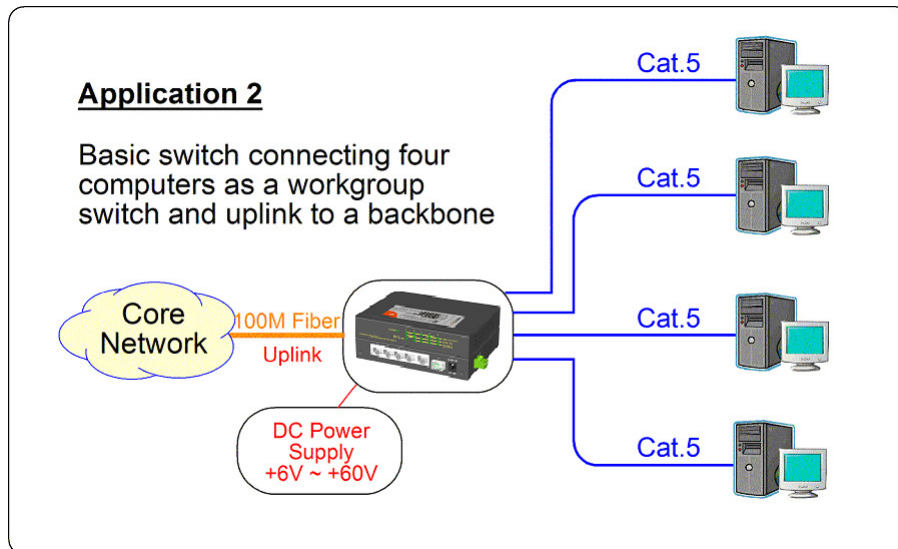 Application 2
Basic switch connecting four
computers as a workgroup
switch and uplink to a backbone
Cat.5
Cat.5
Cat.5
Cat.5
Core
Network
100M Fiber
Uplink
DC Power
Supply
+6V ~ +60V